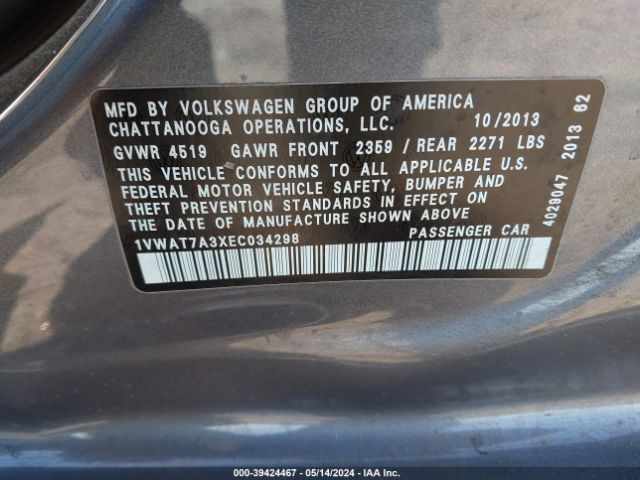 MFD BY VOLKSWAGEN GROUP OF AMERICA
CHATTANOOGA OPERATIONS, LLC. 10/2013
GVWR 4519 GAWR FRONT 2359 / REAR 2271 LBS
THIS VEHICLE CONFORMS TO ALL APPLICABLE U.S.
FEDERAL MOTOR VEHICLE SAFETY, BUMPER AND
THEFT PREVENTION STANDARDS IN EFFECT ON
THE DATE OF MANUFACTURE SHOWN ABOVE
1VWAT7A3XEC034298 PASSENGER CAR
4029047 2013 62
000-39424467 - 05/14/2024 - IAA Inc.